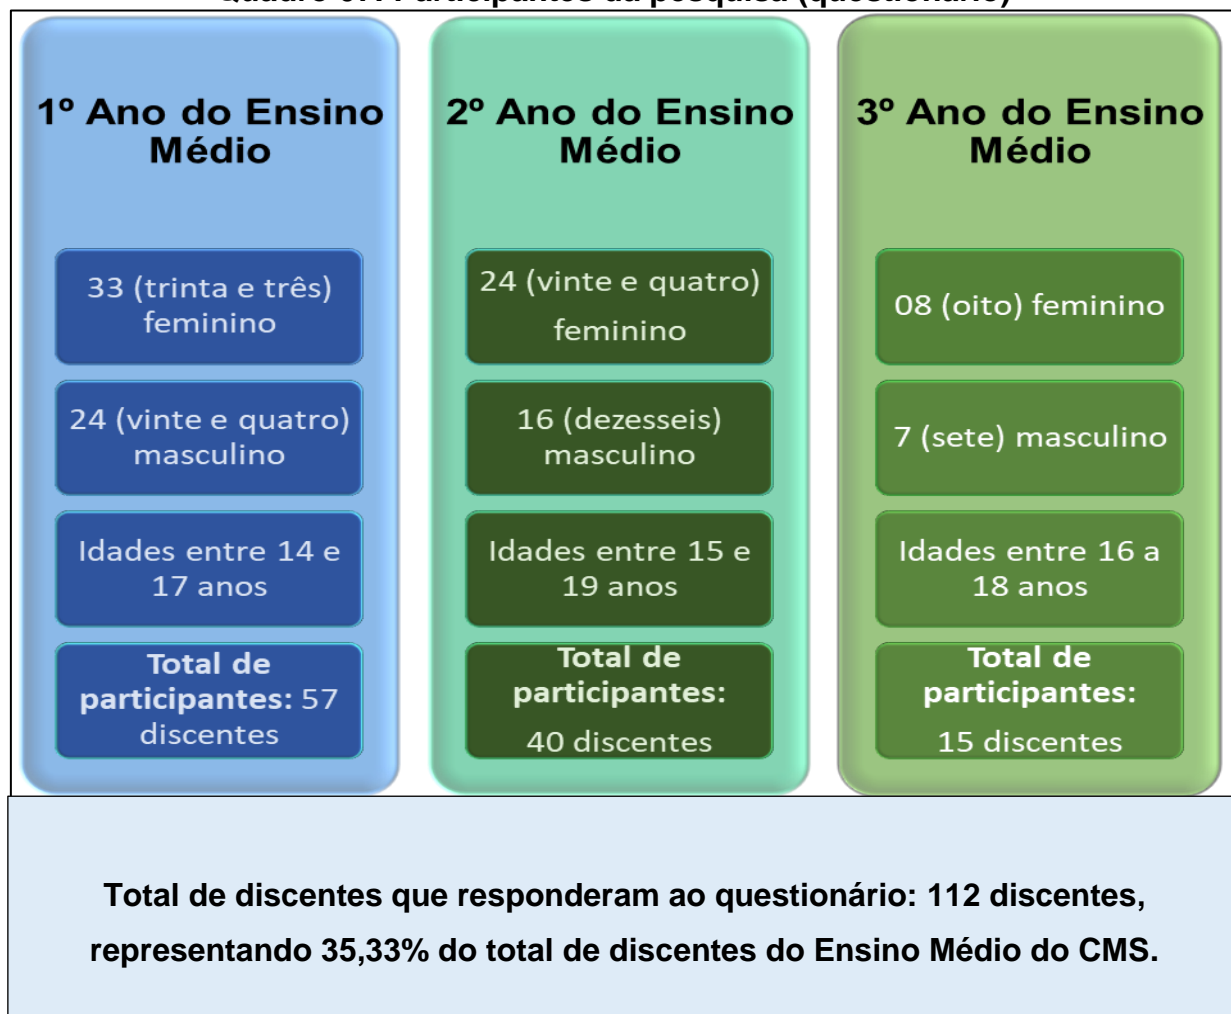 1º Ano do Ensino
Médio
33 (trinta e três)
feminino
24 (vinte e quatro)
masculino
Idades entre 14 e
17 anos
Total de
participantes: 57
discentes
2º Ano do Ensino
Médio
24 (vinte e quatro)
feminino
16 (dezesseis)
masculino
Idades entre 15 e
19 anos
Total de
participantes:
40 discentes
3º Ano do Ensino
Médio
08 (oito) feminino
7 (sete) masculino
Idades entre 16 a
18 anos
Total de
participantes:
15 discentes
Total de discentes que responderam ao questionário: 112 discentes,
representando 35,33% do total de discentes do Ensino Médio do CMS.